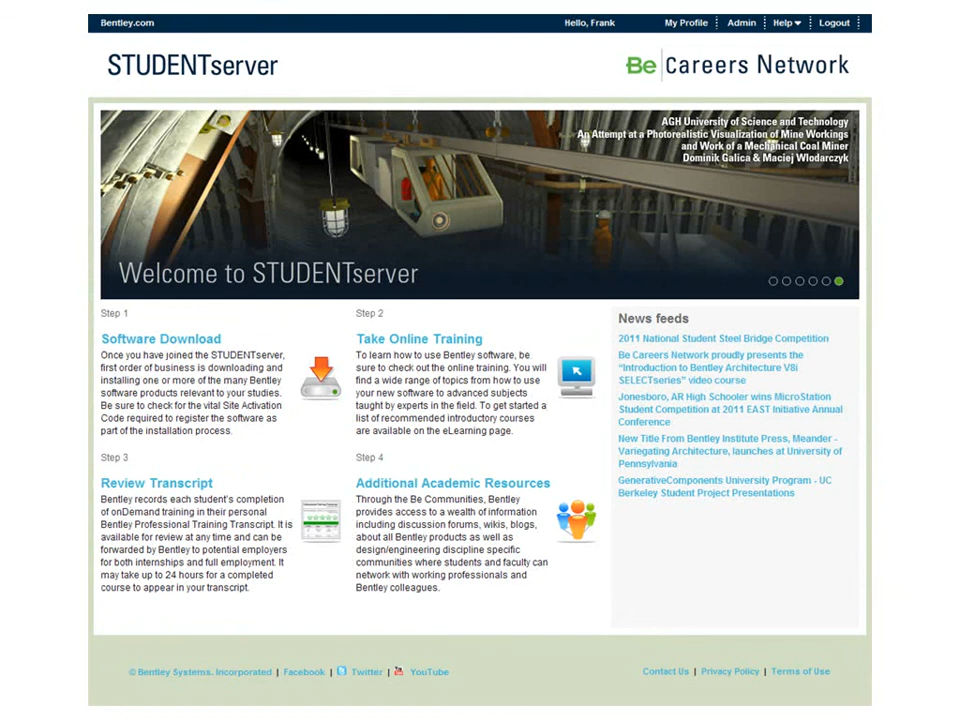 Bentley.com
Hello, Frank
My Profile
Admin
Help
Logout
STUDENTserver
Be Careers Network
AGH University of Science and Technology
An Attempt at a Photorealistic Visualization of Mine Workings
and Work of a Mechanical Coal Miner
Dominik Galica & Maciej Wlodarczyk
Welcome to STUDENTserver
Step 1
Software Download
Once you have joined the STUDENTserver,
first order of business is downloading and
installing one or more of the many Bentley
software products relevant to your studies.
Be sure to check for the vital Site Activation
Code required to register the software as
part of the installation process.
Step 2
Take Online Training
To learn how to use Bentley software, be
sure to check out the online training. You will
find a wide range of topics from how to use
your new software to advanced subjects
taught by experts in the field. To get started a
list of recommended introductory courses
are available on the eLearning page.
Step 3
Review Transcript
Bentley records each student's completion
of onDemand training in their personal
Bentley Professional Training Transcript. It is
available for review at any time and can be
forwarded by Bentley to potential employers
for both internships and full employment. It
may take up to 24 hours for a completed
course to appear in your transcript.
Step 4
Additional Academic Resources
Through the Be Communities, Bentley
provides access to a wealth of information
including discussion forums, wikis, blogs,
about all Bentley products as well as
design/engineering discipline specific
communities where students and faculty can
network with working professionals and
Bentley colleagues.
News feeds
2011 National Student Steel Bridge Competition
Be Careers Network proudly presents the
"Introduction to Bentley Architecture V8i
SELECTseries" video course
Jonesboro, AR High Schooler wins MicroStation
Student Competition at 2011 EAST Initiative Annual
Conference
New Title From Bentley Institute Press, Meander -
Variegating Architecture, launches at University of
Pennsylvania
GenerativeComponents University Program - UC
Berkeley Student Project Presentations
© Bentley Systems. Incorporated | Facebook | Twitter | YouTube
Contact Us | Privacy Policy | Terms of Use